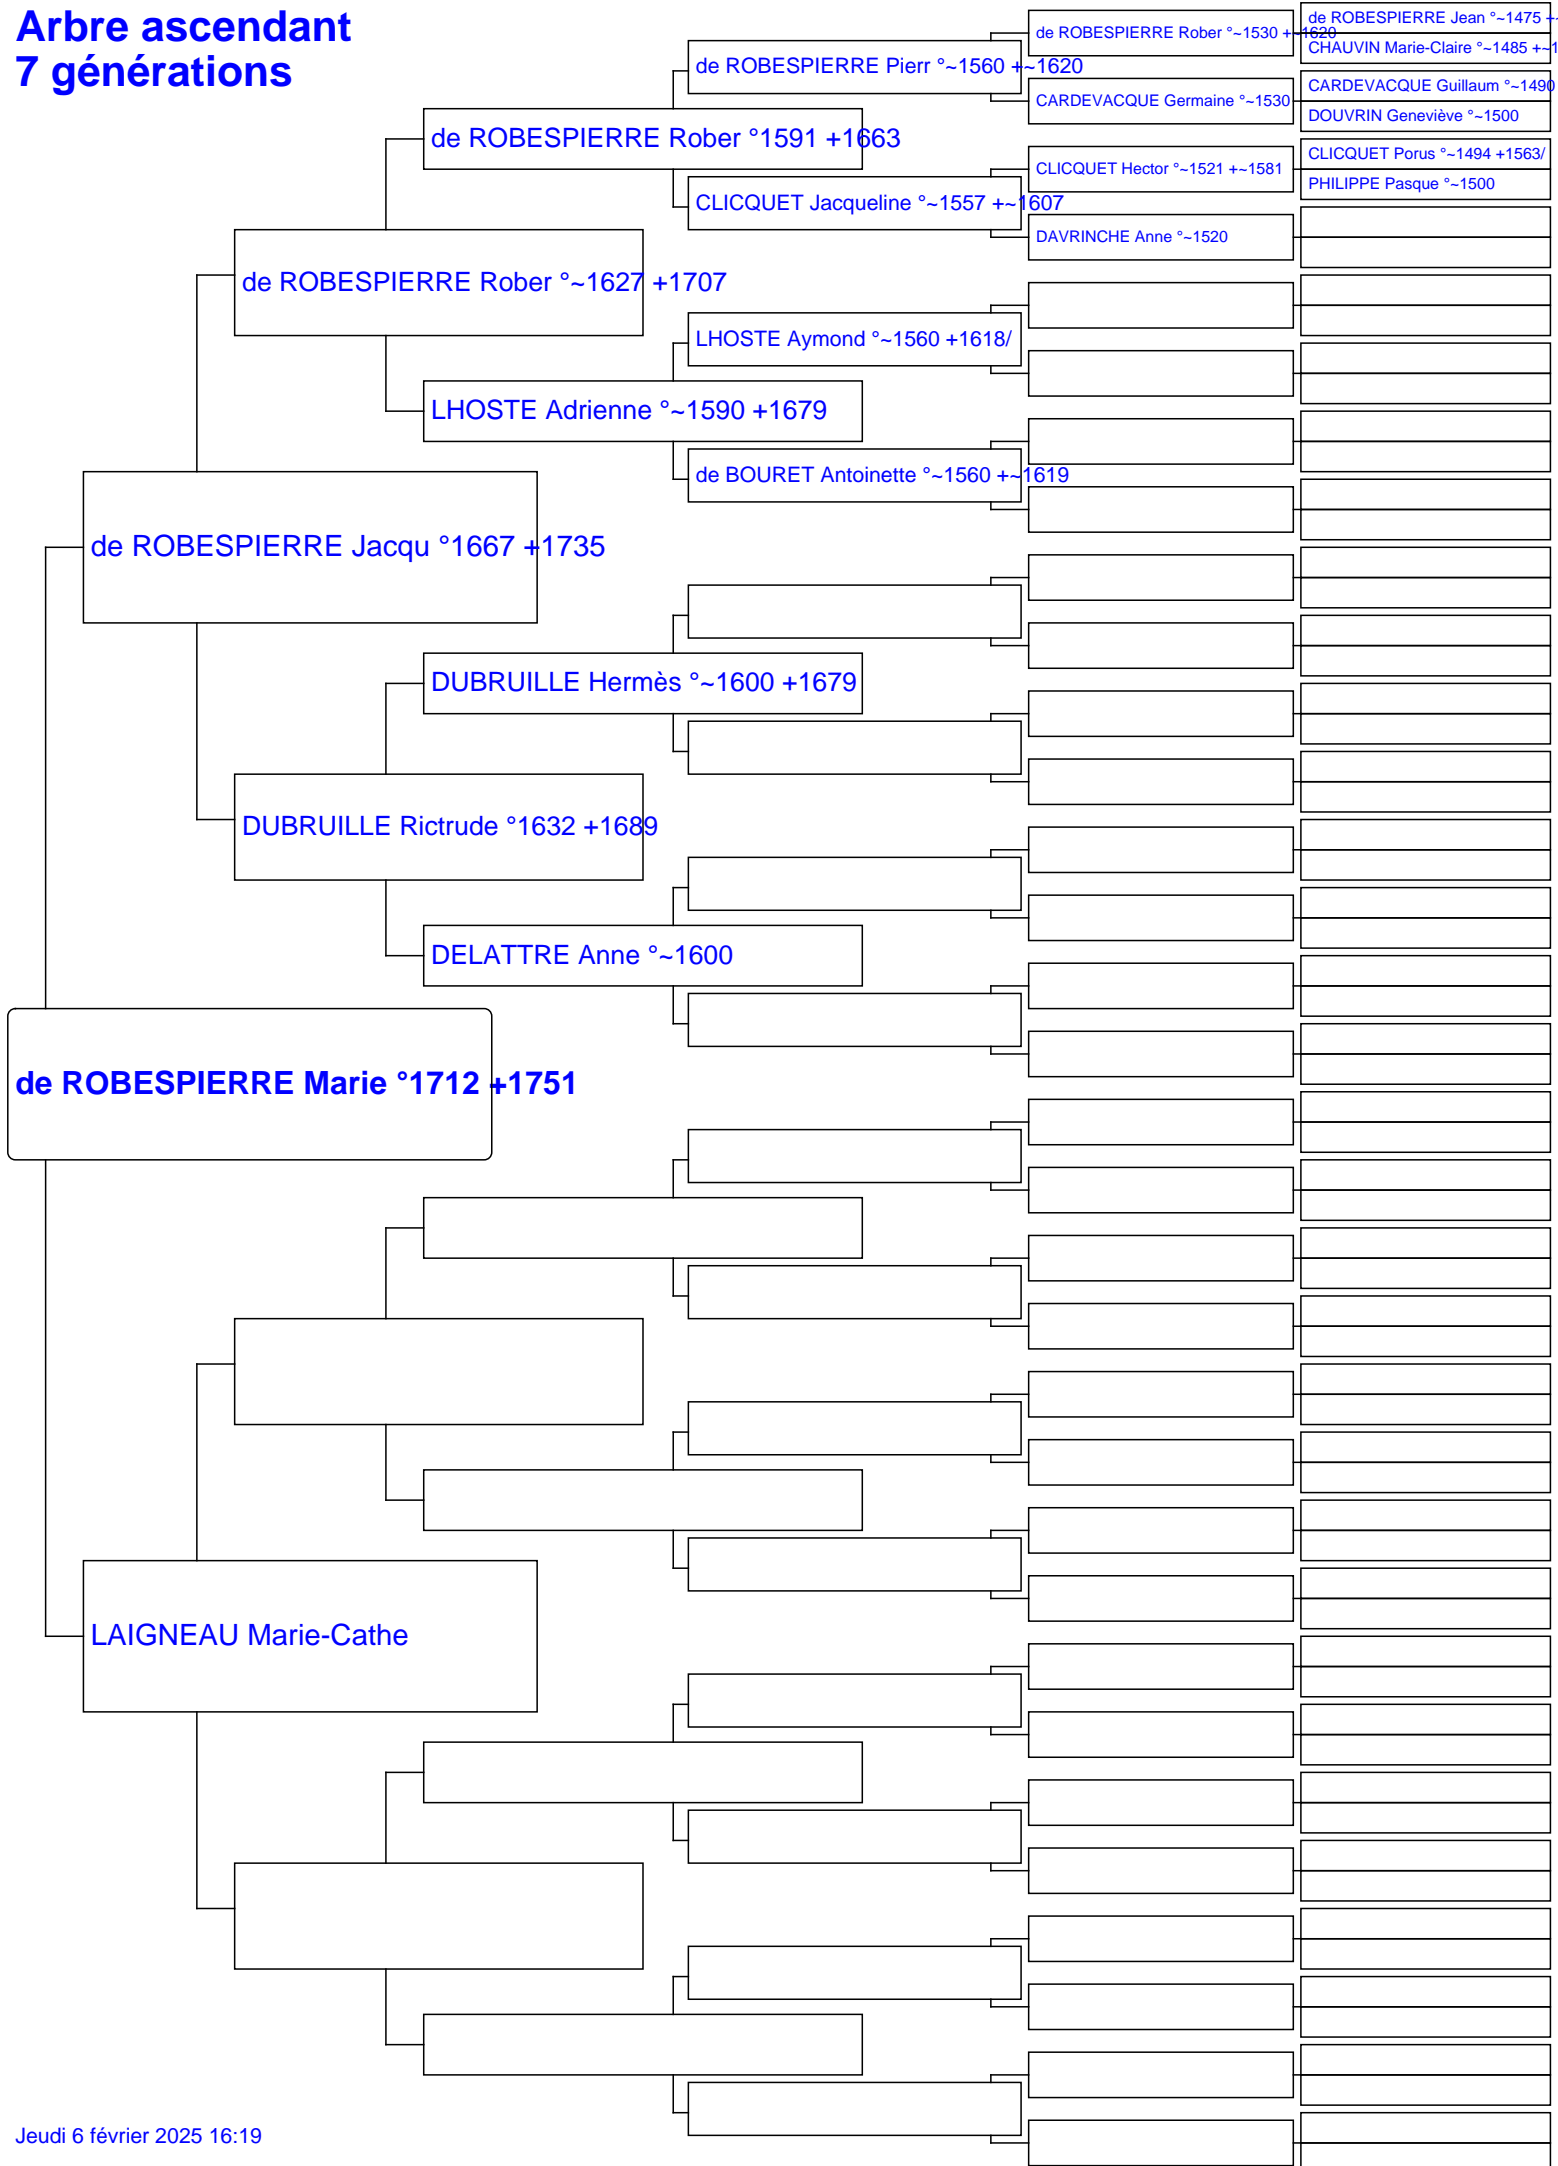 Arbre ascendant
7 générations
de ROBESPIERRE Jean °~1475 +~
de ROBESPIERRE Rober °~1530 +~1620
CHAUVIN Marie-Claire °~1485 +~1
de ROBESPIERRE Pierr °~1560 +~1620
CARDEVACQUE Guillaum °~1490
CARDEVACQUE Germaine °~1530
DOUVRIN Geneviève °~1500
de ROBESPIERRE Rober °1591 +1663
CLICQUET Porus °~1494 +1563/
CLICQUET Hector °~1521 +~1581
PHILIPPE Pasque °~1500
CLICQUET Jacqueline °~1557 +~1607
DAVRINCHE Anne °~1520
de ROBESPIERRE Rober °~1627 +1707
LHOSTE Aymond °~1560 +1618/
LHOSTE Adrienne °~1590 +1679
de BOURET Antoinette °~1560 +~1619
de ROBESPIERRE Jacqu °1667 +1735
DUBRUILLE Hermès °~1600 +1679
DUBRUILLE Rictrude °1632 +1689
DELATTRE Anne °~1600
de ROBESPIERRE Marie °1712 +1751
LAIGNEAU Marie-Cathe
Jeudi 6 février 2025 16:19